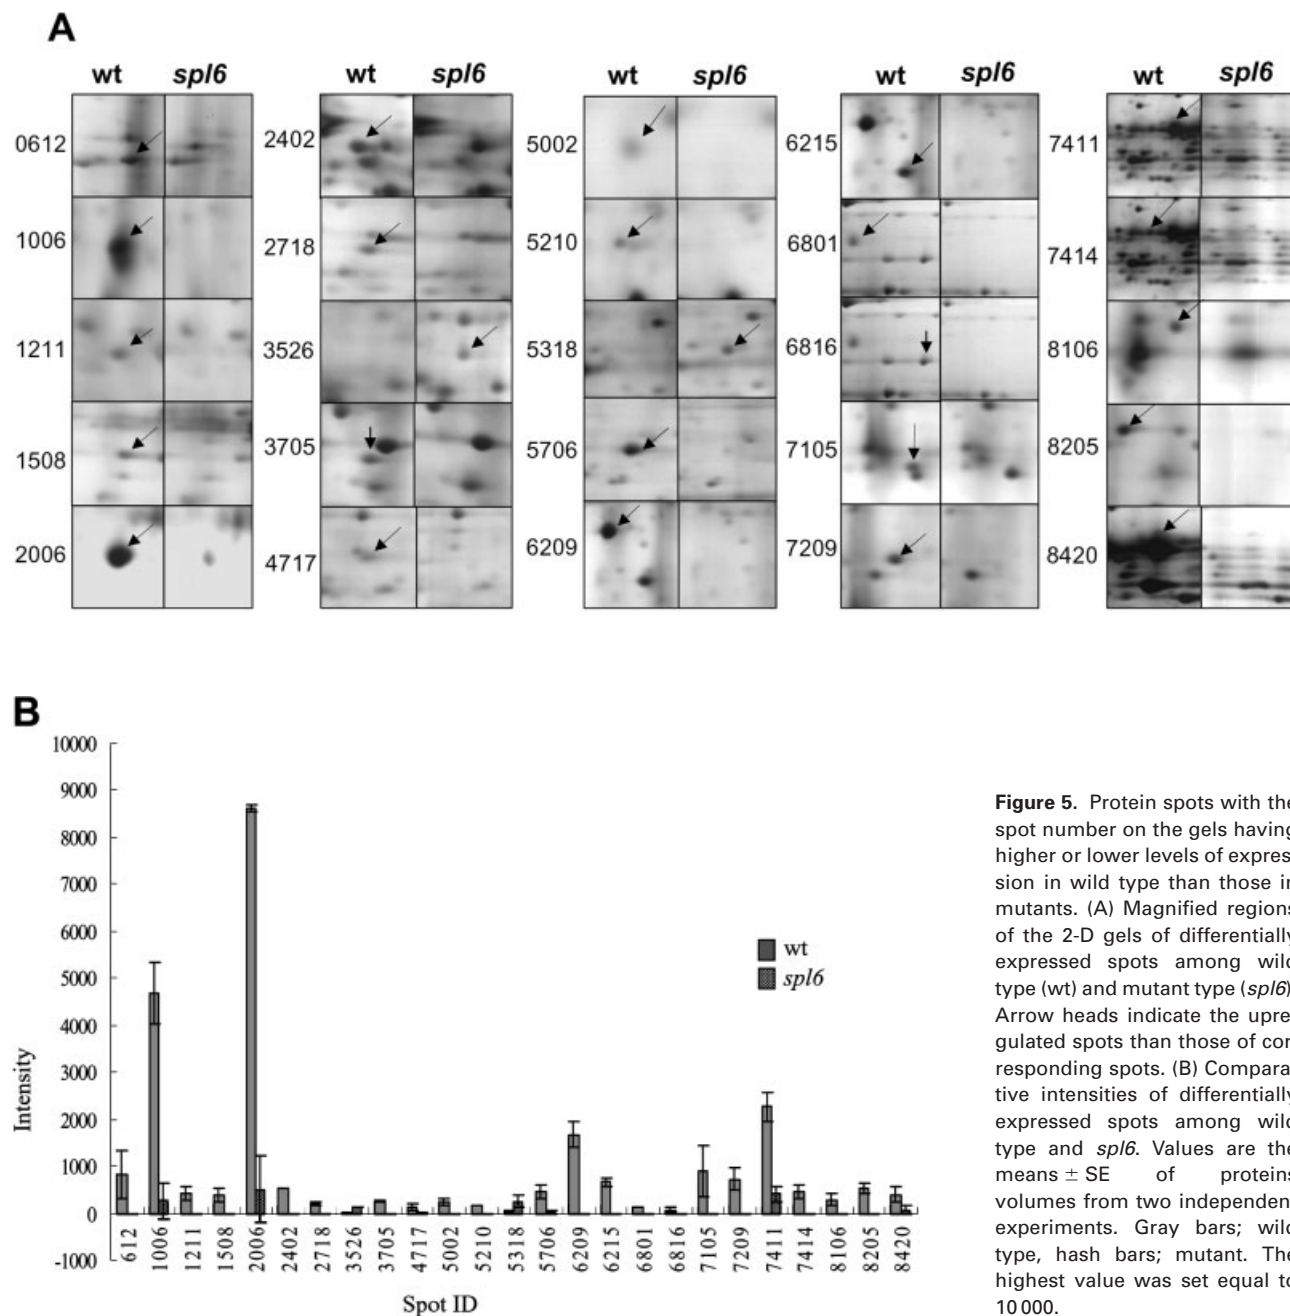 A
wt spl6 wt spl6 wt spl6 wt spl6 wt spl6
0612 2402 5002 6215 7411
1006 2718 5210 6801 7414
1211 3526 5318 6816 8106
1508 3705 5706 7105 8205
2006 4717 6209 7209 8420
B
10000
9000
8000
7000
6000
5000
4000
3000
2000
1000
0
-1000
Intensity
wt
spl6
612 1006 1211 1508 2006 2402 2718 3526 3705 4717 5002 5210 5318 5706 6209 6215 6801 6816 7105 7209 7411 7414 8106 8205 8420
Spot ID
Figure 5. Protein spots with the
spot number on the gels having
higher or lower levels of expres
sion in wild type than those in
mutants. (A) Magnified regions
of the 2-D gels of differentially
expressed spots among wild
type (wt) and mutant type (spl6)
Arrow heads indicate the upre
gulated spots than those of cor
responding spots. (B) Compara
tive intensities of differentially
expressed spots among wild
type and spl6. Values are the
means ± SE of proteins
volumes from two independen
experiments. Gray bars; wild
type, hash bars; mutant. The
highest value was set equal to
10 000.